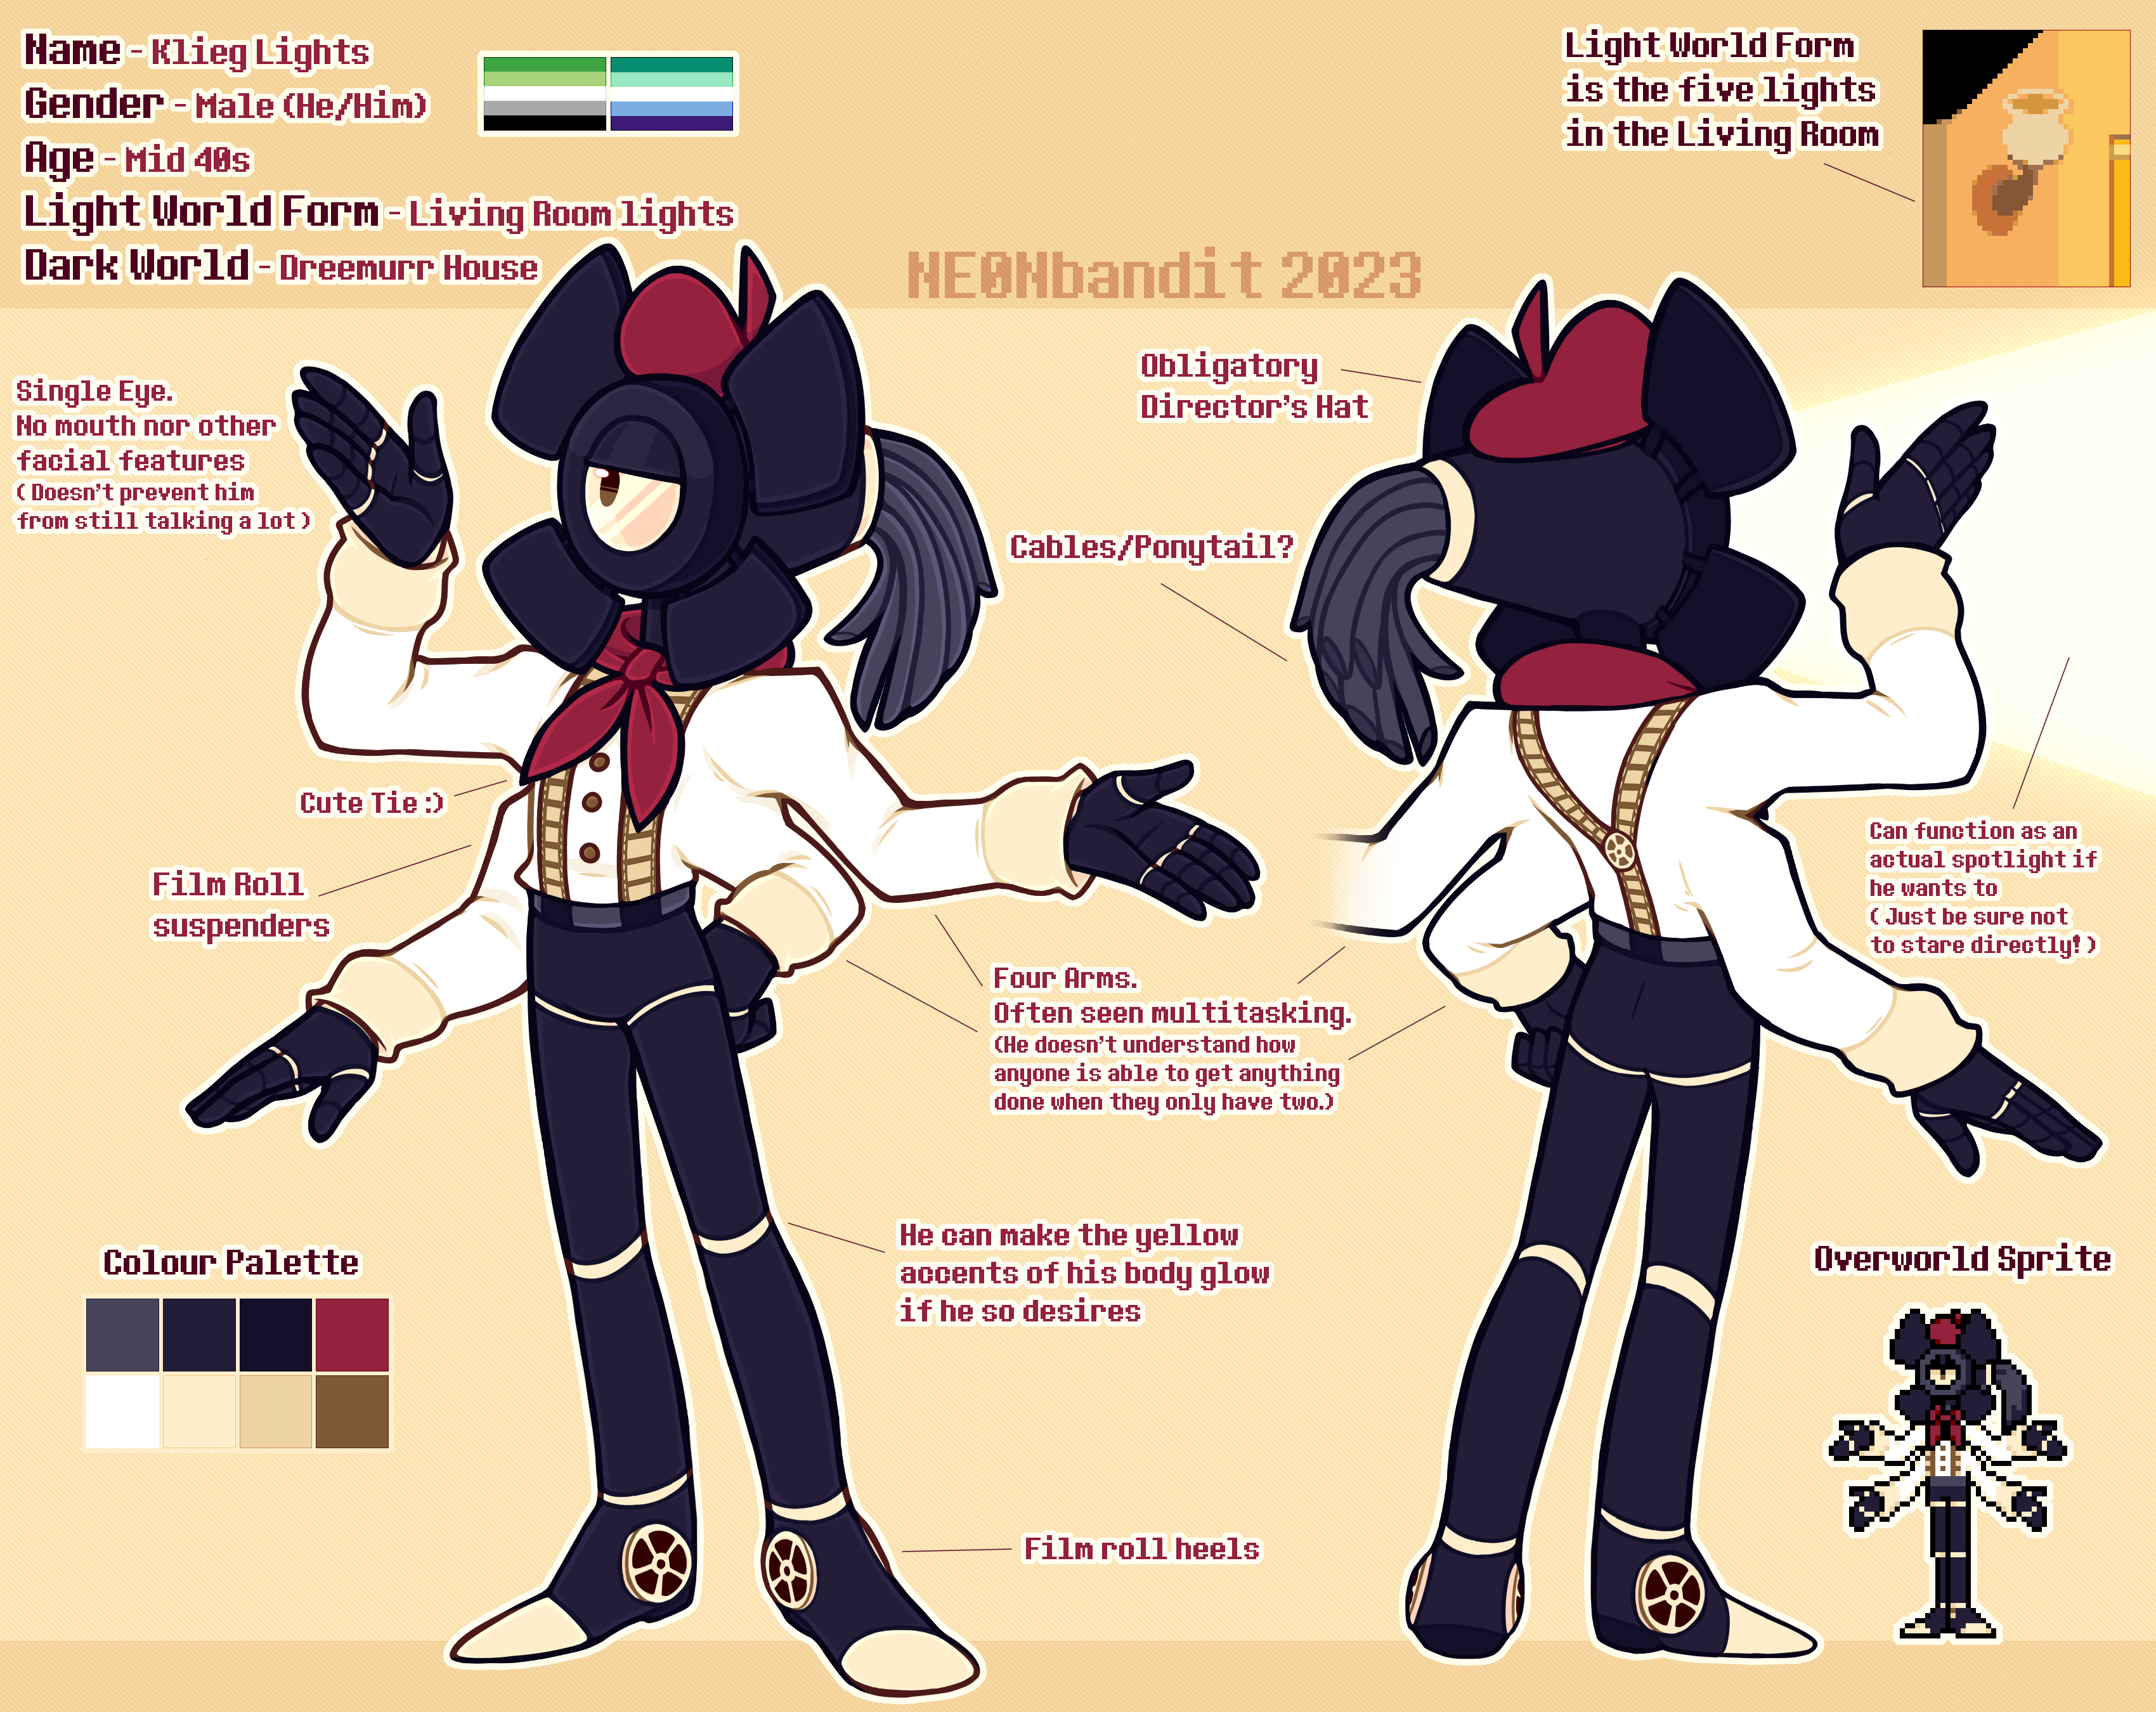 Name - Klieg Lights
Gender - Male (He/Him)
Age - Mid 40s
Light World Form - Living Room lights
Dark World - Dreemurr House
Light World Form
is the five lights
in the Living Room
NE0Nbandit 2023
Single Eye.
No mouth nor other
facial features
( Doesn't prevent him
from still talking a lot )
Obligatory
Director's Hat
Cables/Ponytail?
Cute Tie :)
Film Roll
suspenders
Can function as an
actual spotlight if
he wants to
( Just be sure not
to stare directly! )
Four Arms.
Often seen multitasking.
(He doesn't understand how
anyone is able to get anything
done when they only have two.)
He can make the yellow
accents of his body glow
if he so desires
Colour Palette
Overworld Sprite
Film roll heels